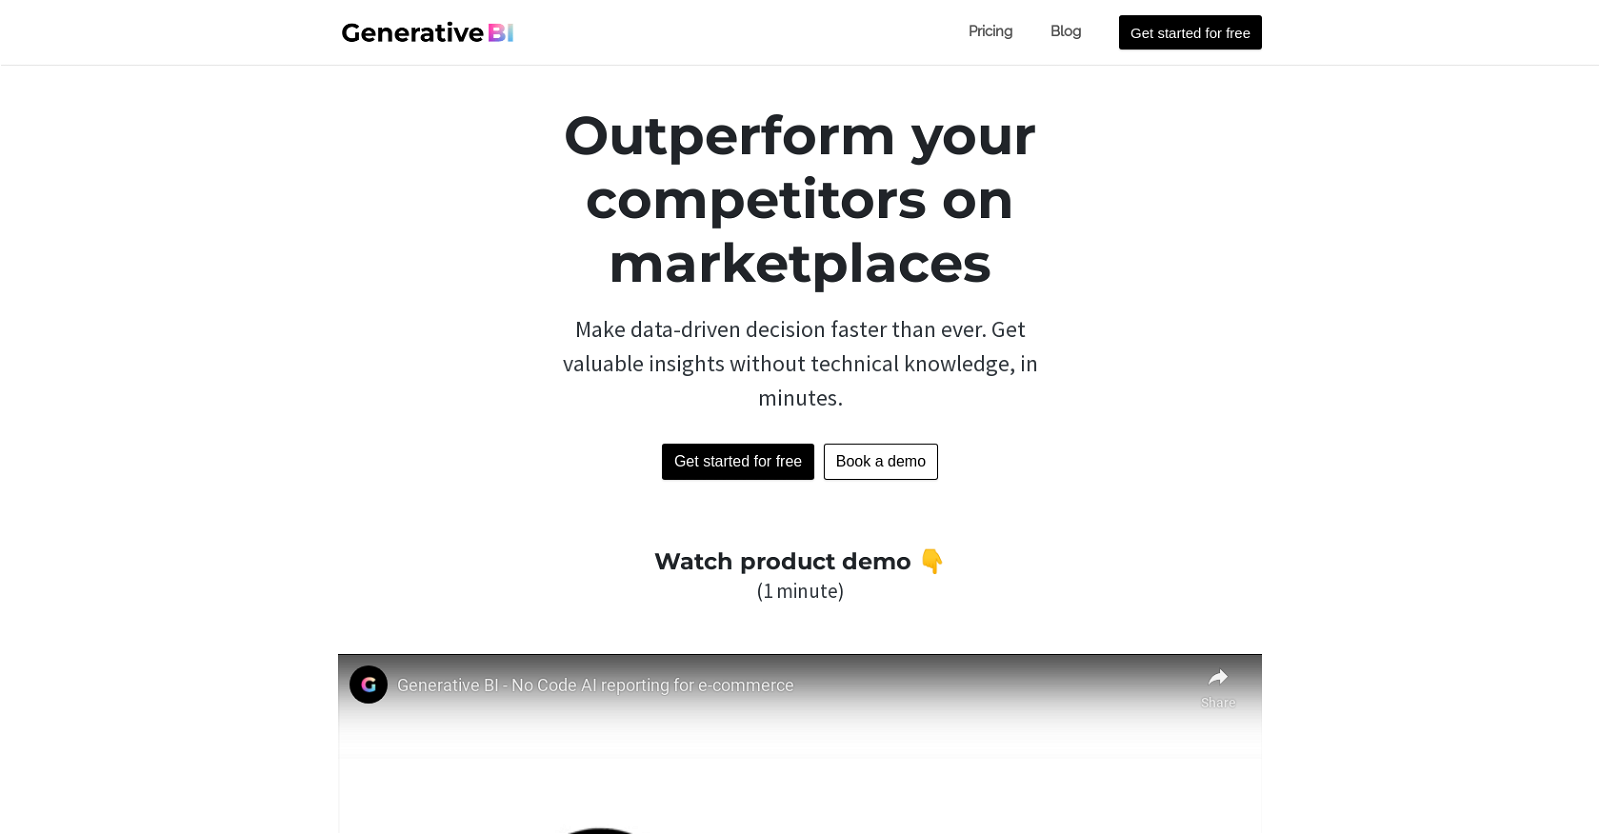 Generative BI
Pricing
Blog
Get started for free
Outperform your
competitors on
marketplaces
Make data-driven decision faster than ever. Get
valuable insights without technical knowledge, in
minutes.
Get started for free
Book a demo
Watch product demo 👇
(1 minute)
G
Generative BI - No Code AI reporting for e-commerce
Share